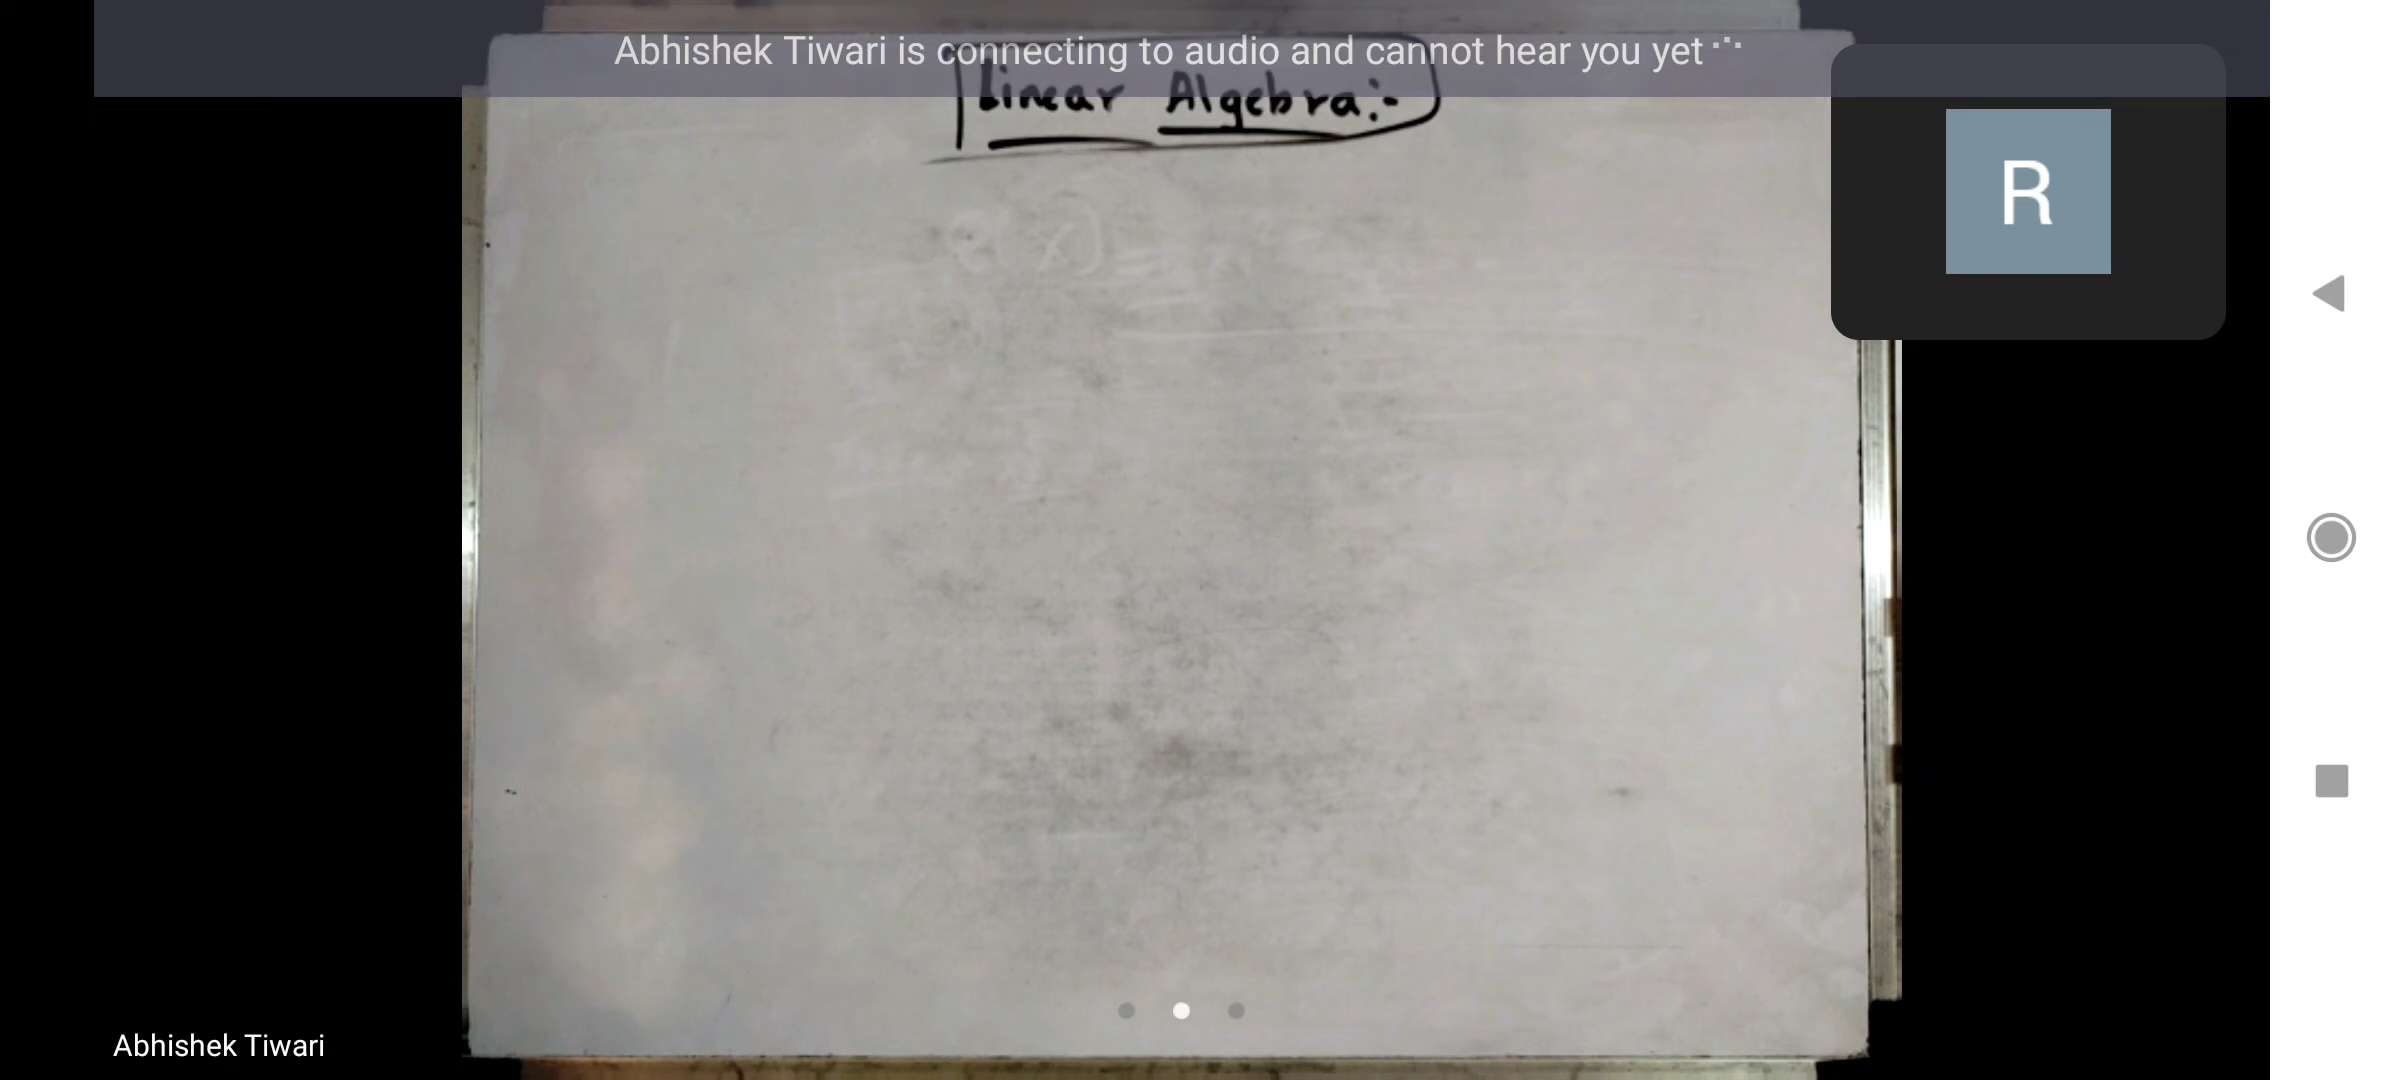 Abhishek Tiwari is connecting to audio and cannot hear you yet
Linear Algebra:-
R
Abhishek Tiwari